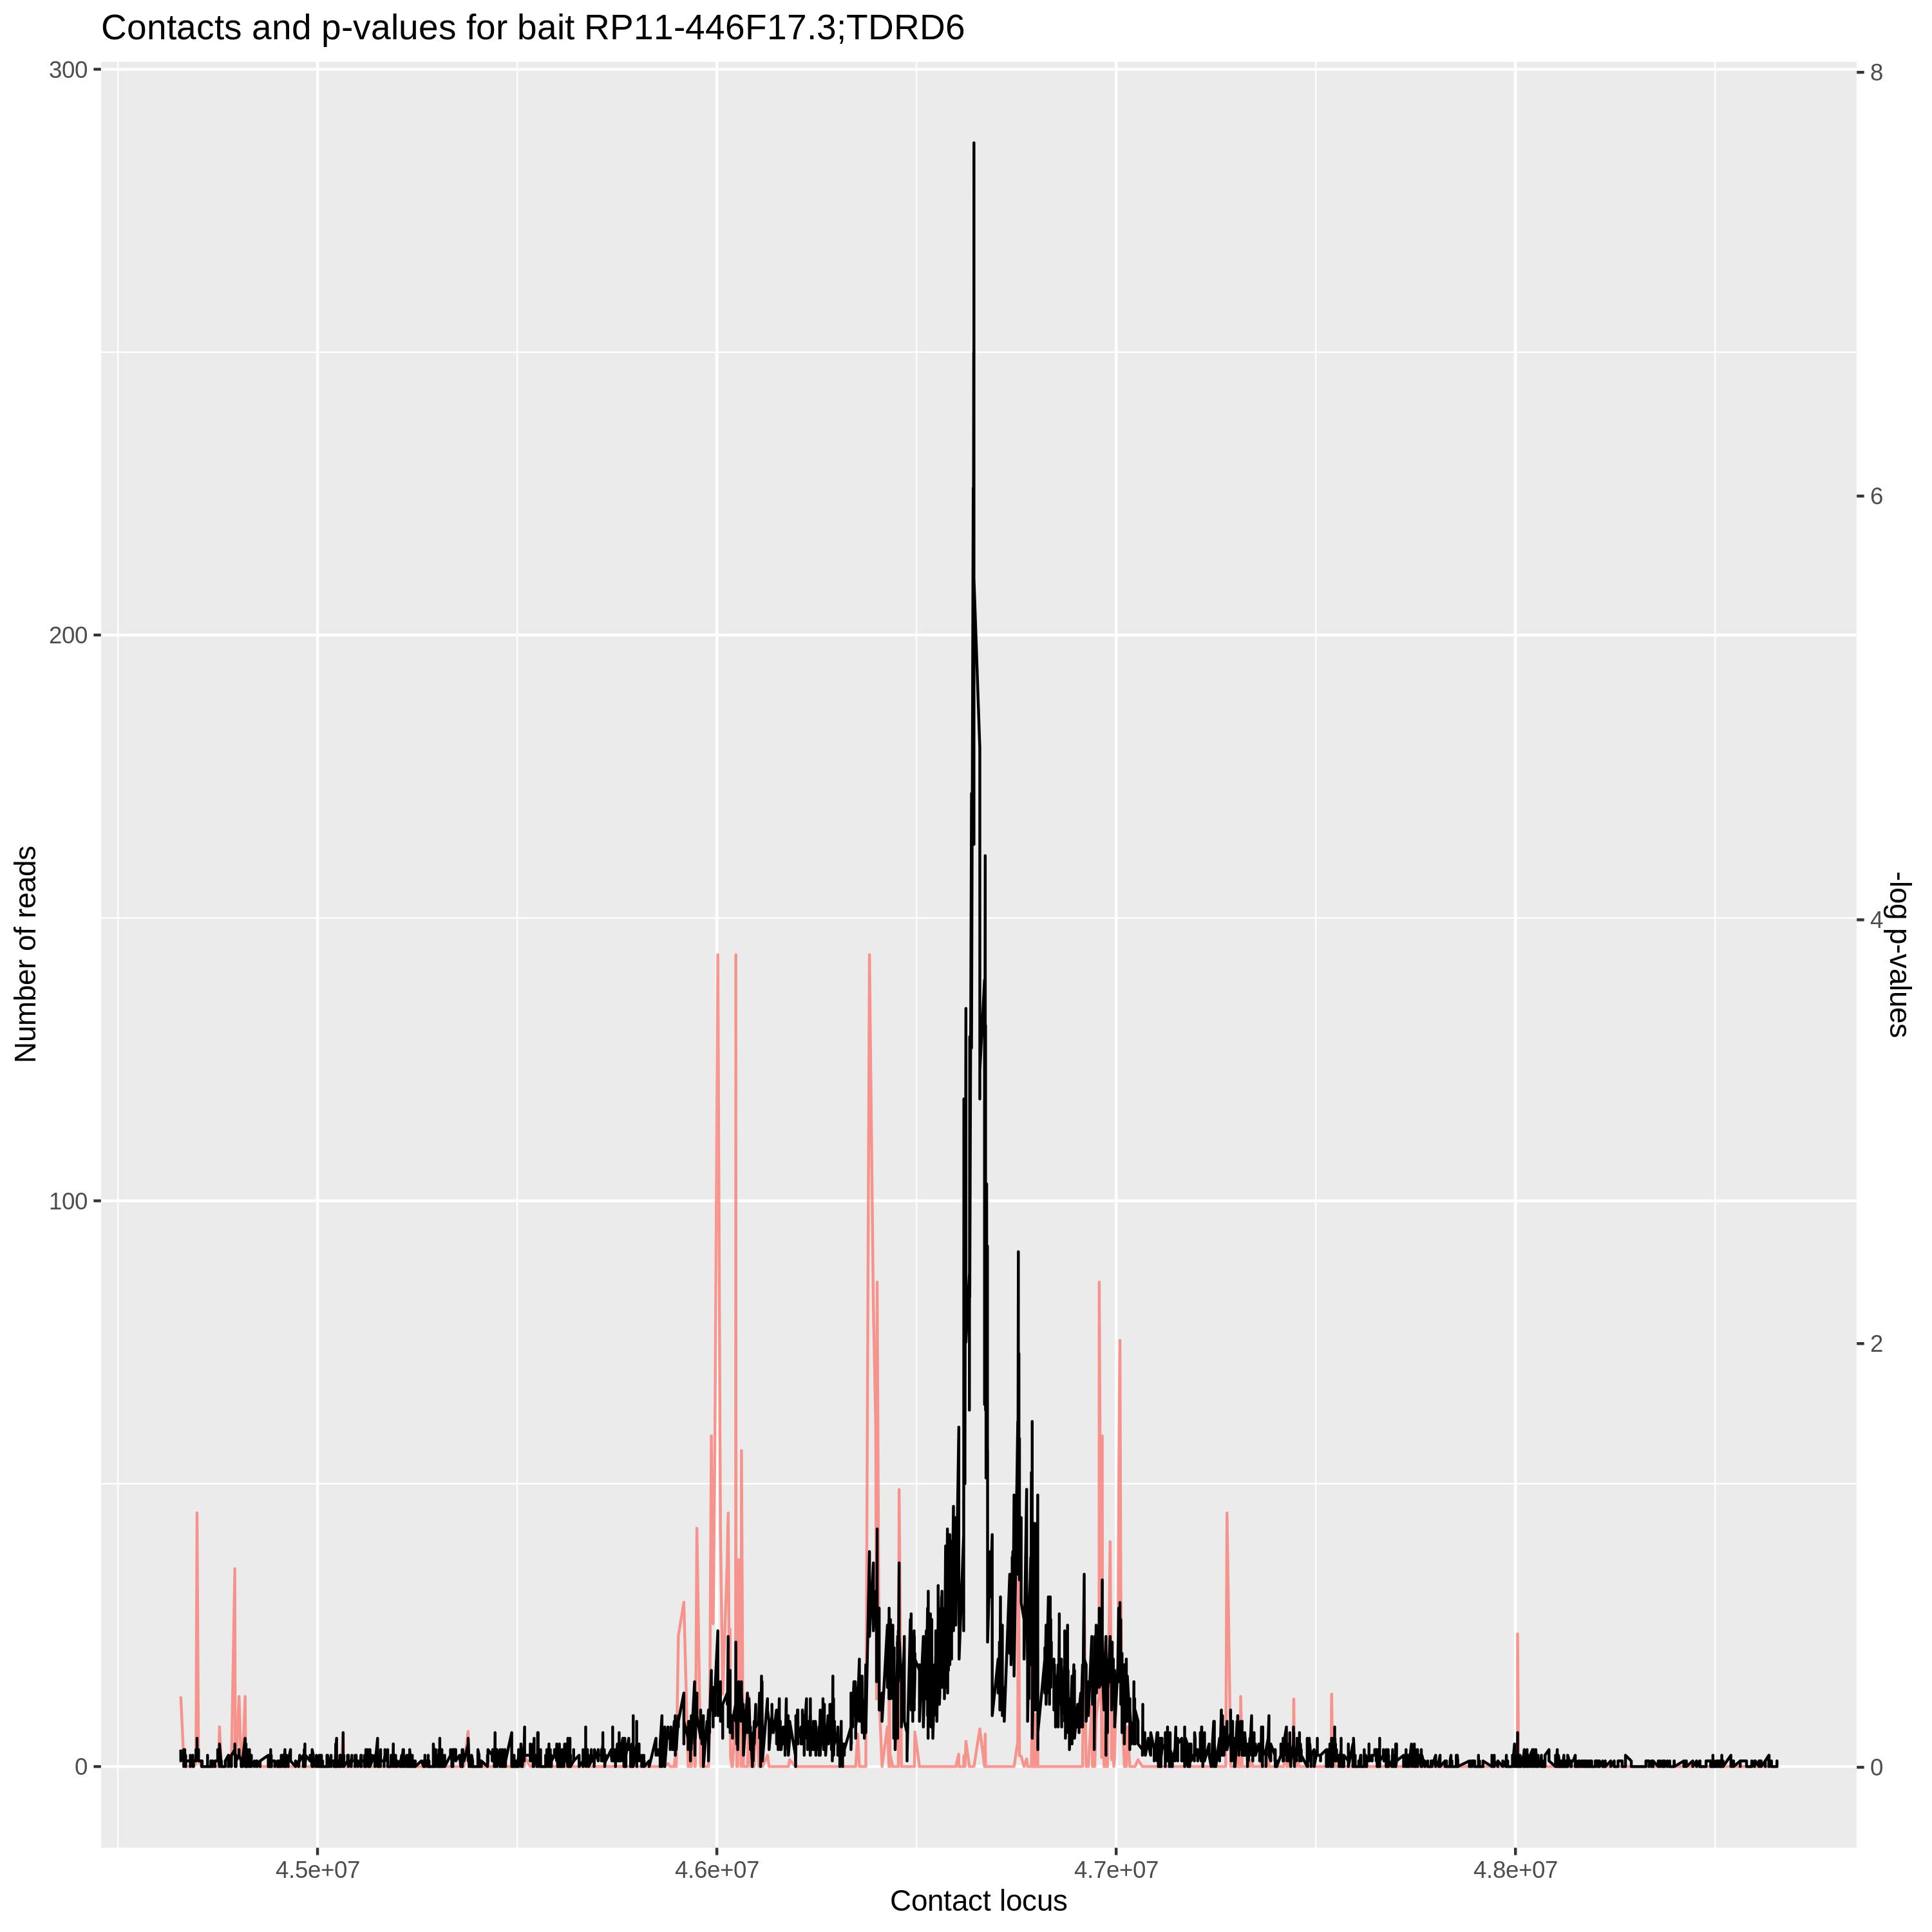 Contacts and p-values for bait RP11-446F17.3;TDRD6
300
200
100
0
Number of reads
8
6
4
2
0
-log p-values
4.5e+07
4.6e+07
4.7e+07
4.8e+07
Contact locus